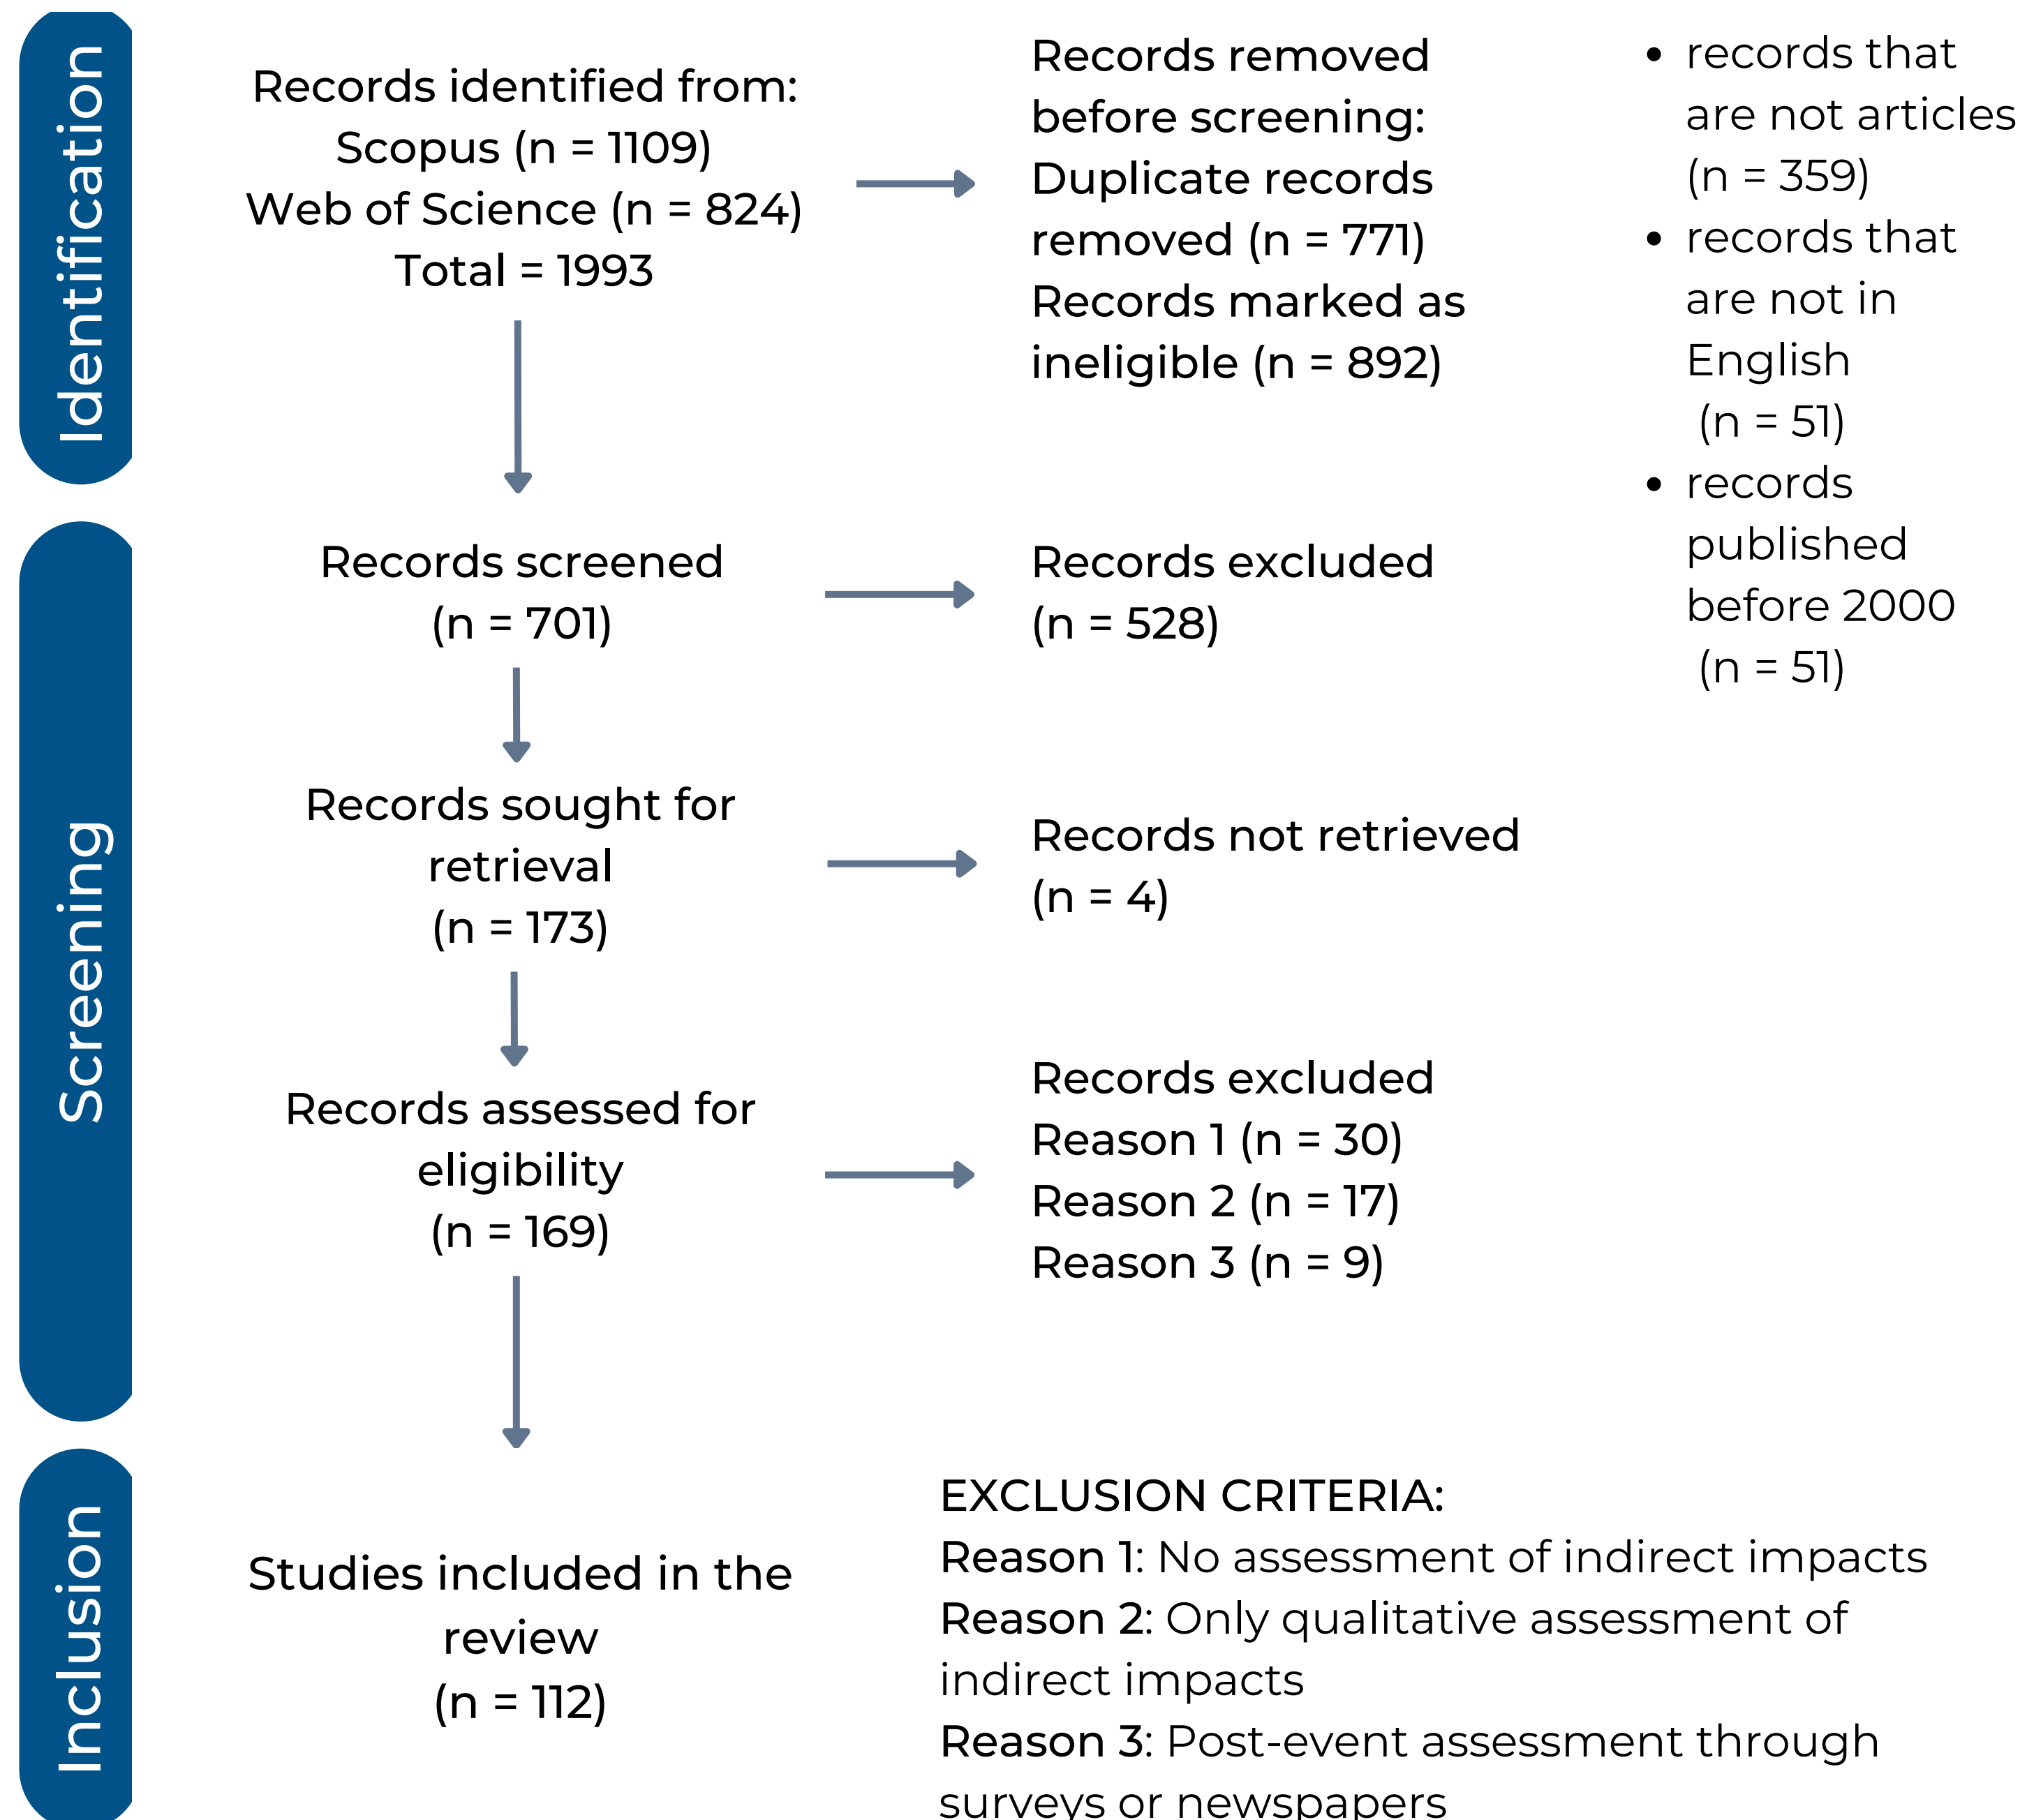 Identification
Records identified from:
Scopus (n = 1109)
Web of Science (n = 824)
Total = 1993
Records removed
before screening:
Duplicate records
removed (n = 771)
Records marked as
ineligible (n = 892)
• records that
are not articles
(n = 359)
• records that
are not in
English
(n = 51)
• records
published
before 2000
(n = 51)
Screening
Records screened
(n = 701)
Records excluded
(n = 528)
Records sought for
retrieval
(n = 173)
Records not retrieved
(n = 4)
Records assessed for
eligibility
(n = 169)
Records excluded
Reason 1 (n = 30)
Reason 2 (n = 17)
Reason 3 (n = 9)
Inclusion
Studies included in the
review
(n = 112)
EXCLUSION CRITERIA:
Reason 1: No assessment of indirect impacts
Reason 2: Only qualitative assessment of
indirect impacts
Reason 3: Post-event assessment through
surveys or newspapers